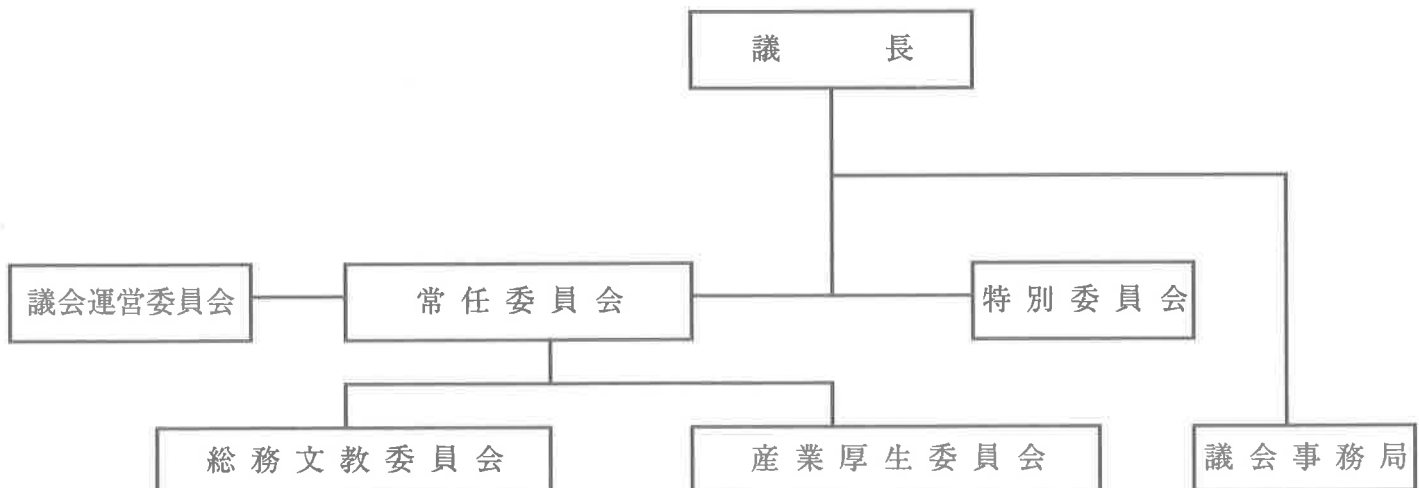 議長
議会運営委員会
常任委員会
特別委員会
総務文教委員会
産業厚生委員会
議会事務局